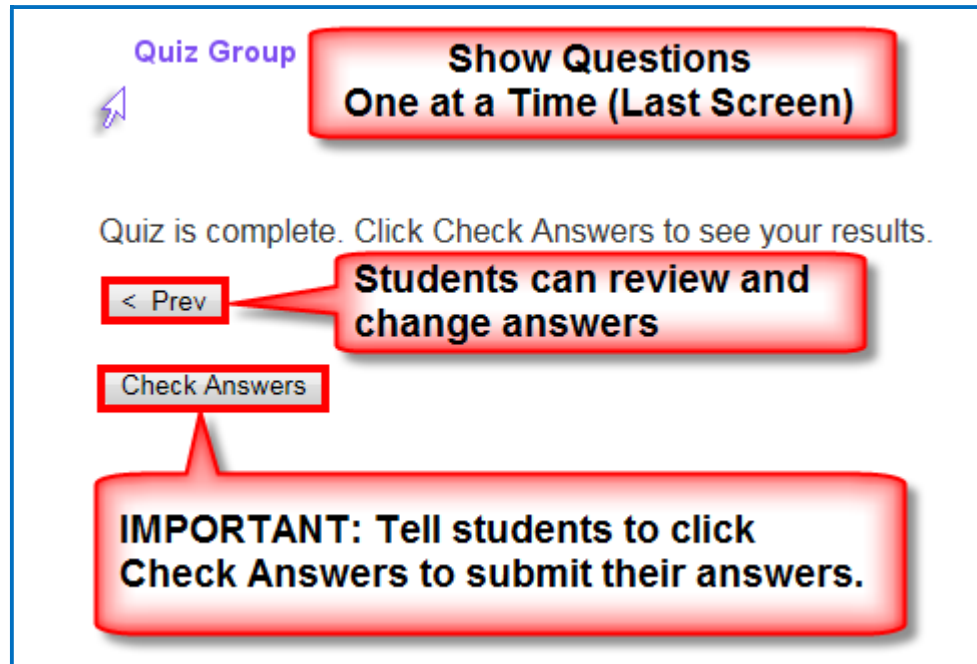 Quiz Group
Show Questions
One at a Time (Last Screen)
Quiz is complete. Click Check Answers to see your results.
< Prev
Students can review and
change answers
Check Answers
IMPORTANT: Tell students to click
Check Answers to submit their answers.